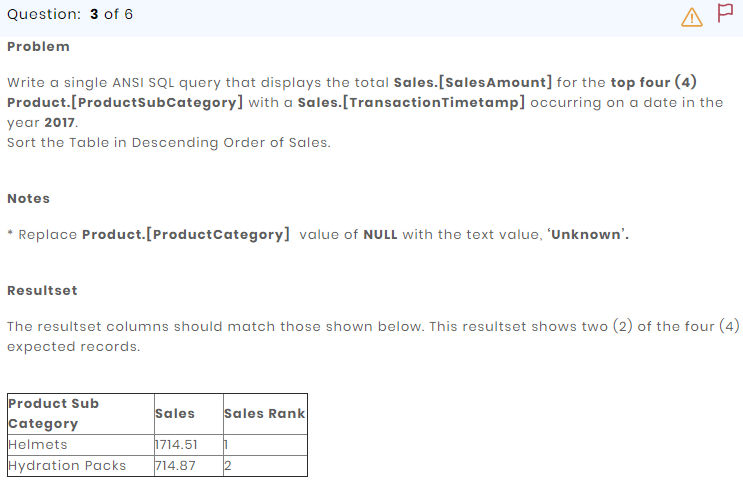 Question: 3 of 6
Problem
Write a single ANSI SQL query that displays the total Sales.[SalesAmount] for the top four (4)
Product.[ProductSubCategory] with a Sales.[TransactionTimetamp] occurring on a date in the
year 2017.
Sort the Table in Descending Order of Sales.
Notes
* Replace Product.[ProductCategory] value of NULL with the text value, ‘Unknown’.
Resultset
The resultset columns should match those shown below. This resultset shows two (2) of the four (4)
expected records.
Product Sub
Category
Sales
Sales Rank
Helmets 1714.51 1
Hydration Packs 714.87 2